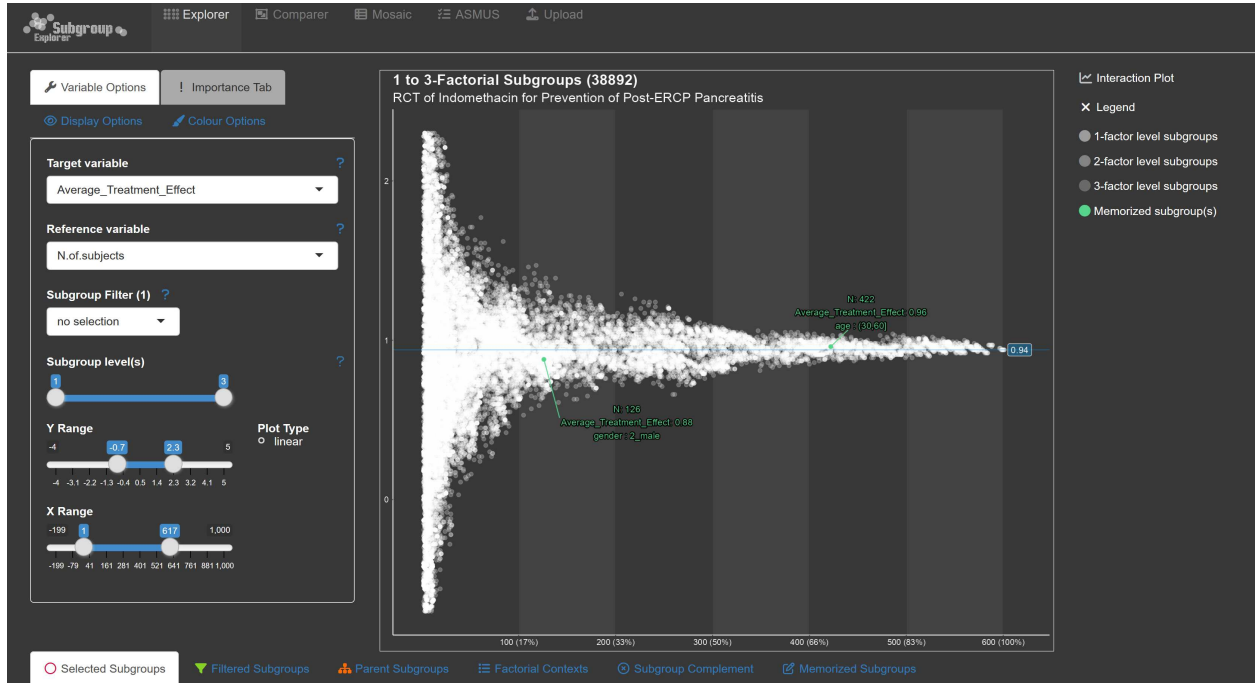 Subgroup
Explorer
Explorer
Comparer
Mosaic
ASMUS
Upload
Variable Options
! Importance Tab
Display Options
Colour Options
Target variable ?
Average_Treatment_Effect
Reference variable ?
N.of.subjects
Subgroup Filter (1) ?
no selection
Subgroup level(s) ?
1 3
Y Range
-4 -0.7 2.3 5
-4 -3.1 -2.2 -1.3 -0.4 0.5 1.4 2.3 3.2 4.1 5
Plot Type
linear
X Range
-199 1 617 1,000
-199 -79 41 161 281 401 521 641 761 881 1,000
1 to 3-Factorial Subgroups (38892)
RCT of Indomethacin for Prevention of Post-ERCP Pancreatitis
2
1
0
N: 422
Average_Treatment_Effect: 0.96
age : (30,60]
0.94
N: 126
Average_Treatment_Effect: 0.88
gender : 2_male
100 (17%) 200 (33%) 300 (50%) 400 (66%) 500 (83%) 600 (100%)
Interaction Plot
Legend
1-factor level subgroups
2-factor level subgroups
3-factor level subgroups
Memorized subgroup(s)
Selected Subgroups
Filtered Subgroups
Parent Subgroups
Factorial Contexts
Subgroup Complement
Memorized Subgroups